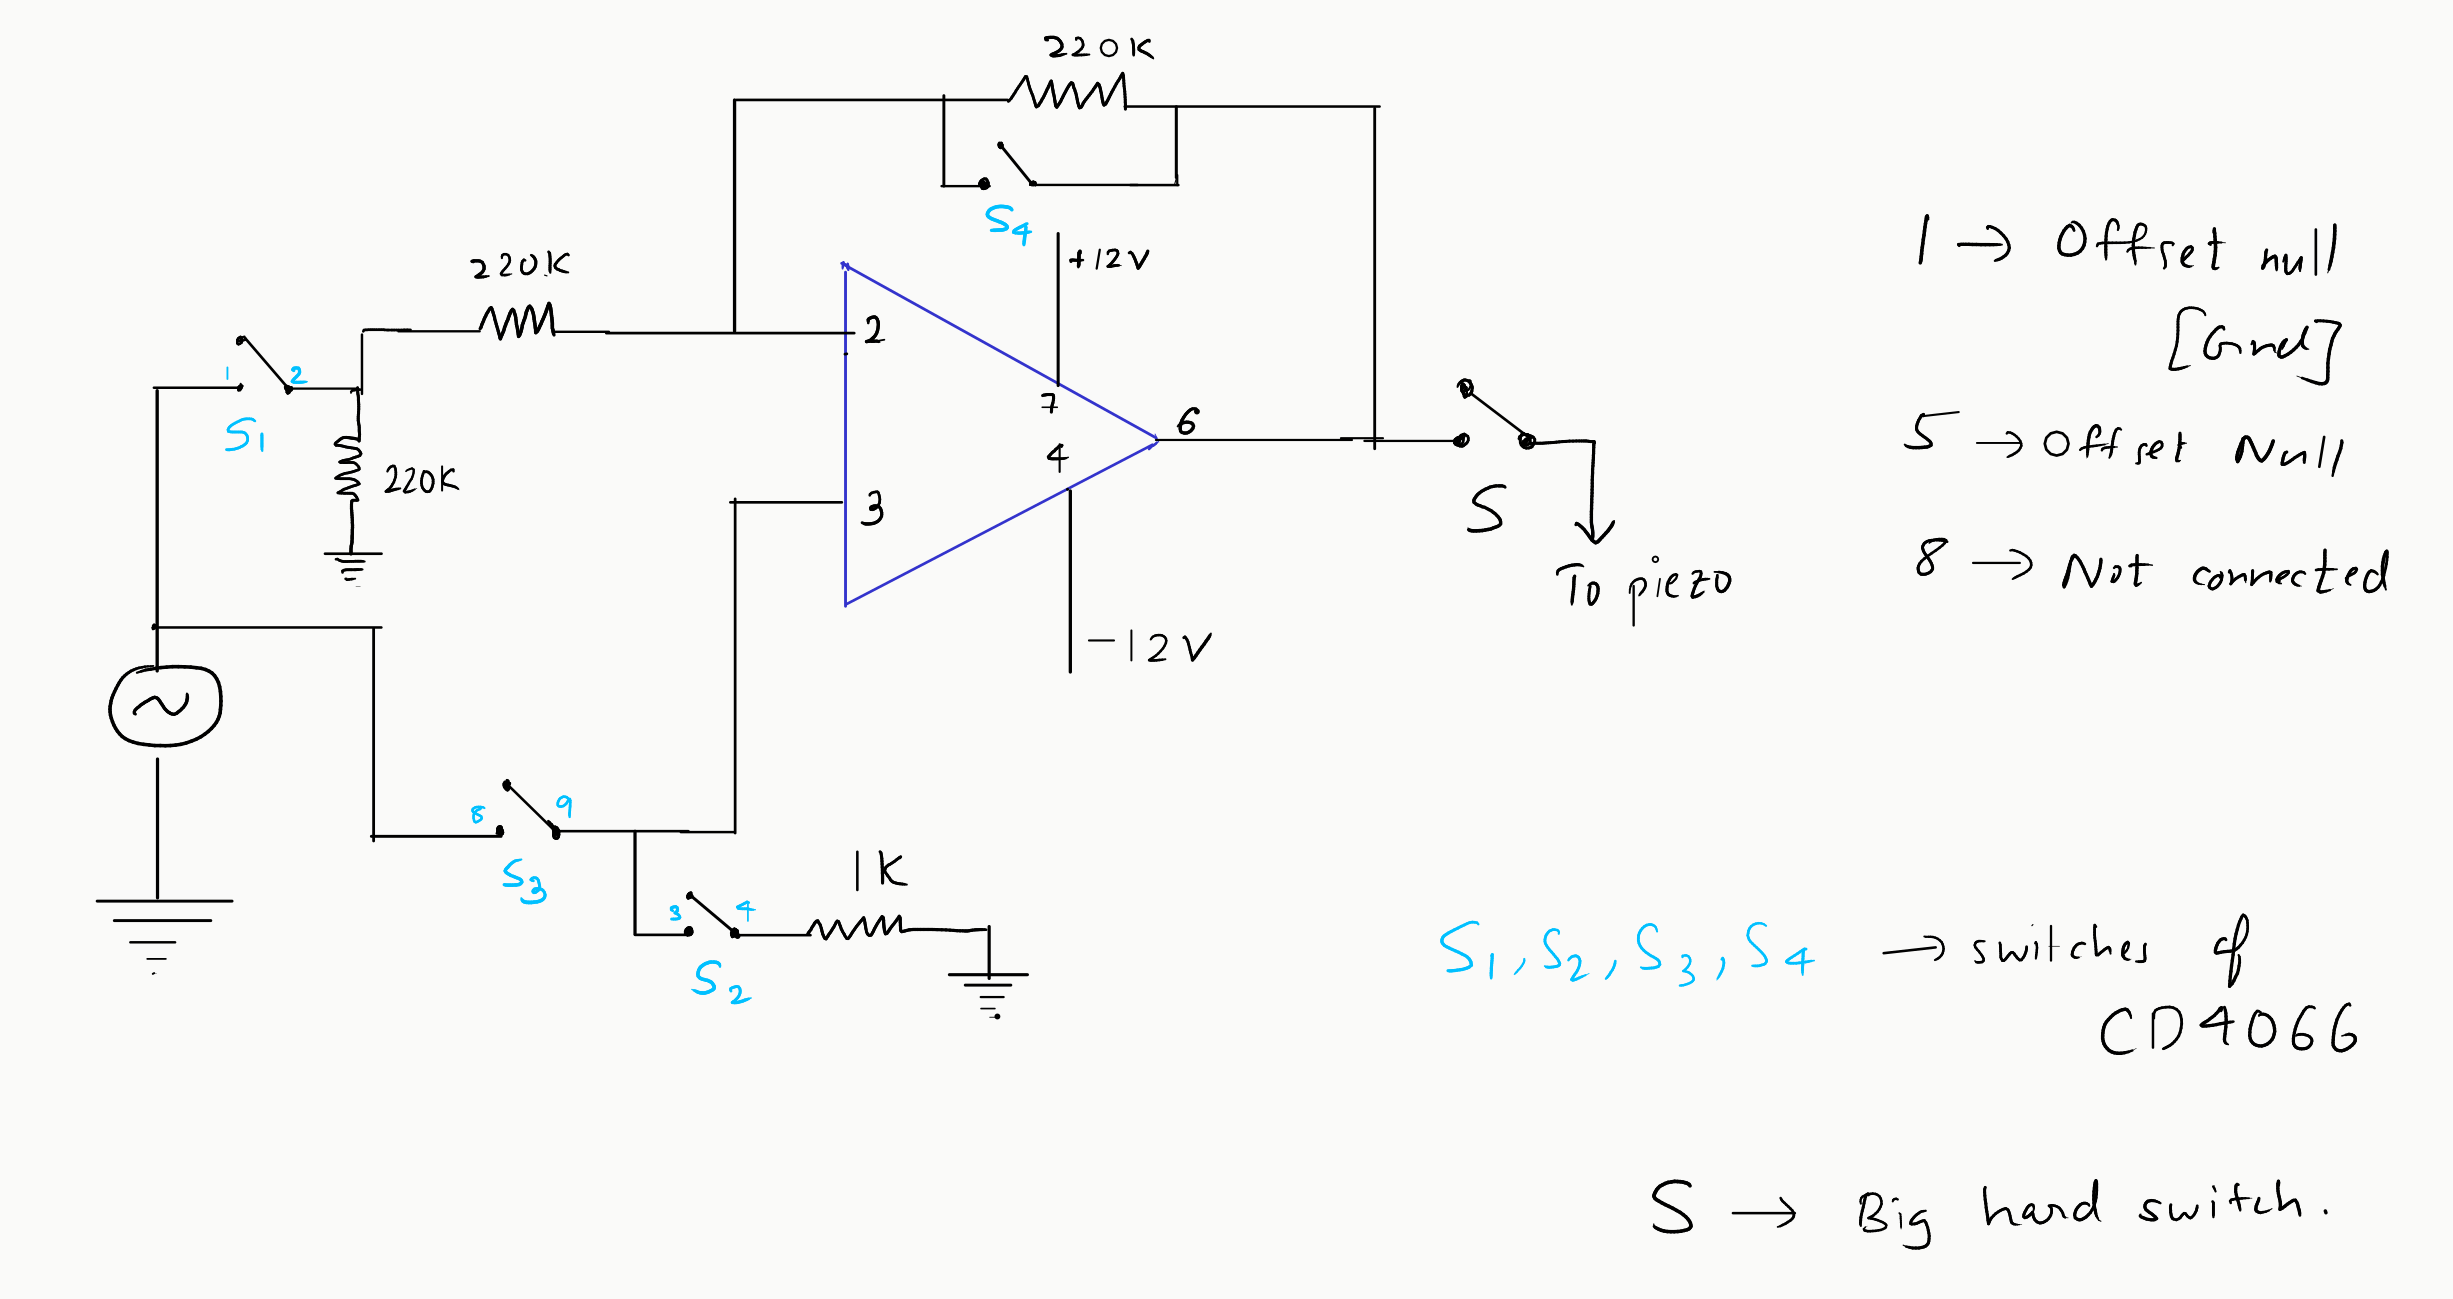 220K
S4
+12V
220K
2
1 2
S1
220K
7
4
6
3
S
To piezo
-12V
~
8 9
S3
1K
3 4
S2
1 → Offset null
[Gnd]
5 → Offset Null
8 → Not connected
S1, S2, S3, S4 → switches of
CD4066
S → Big hard switch.